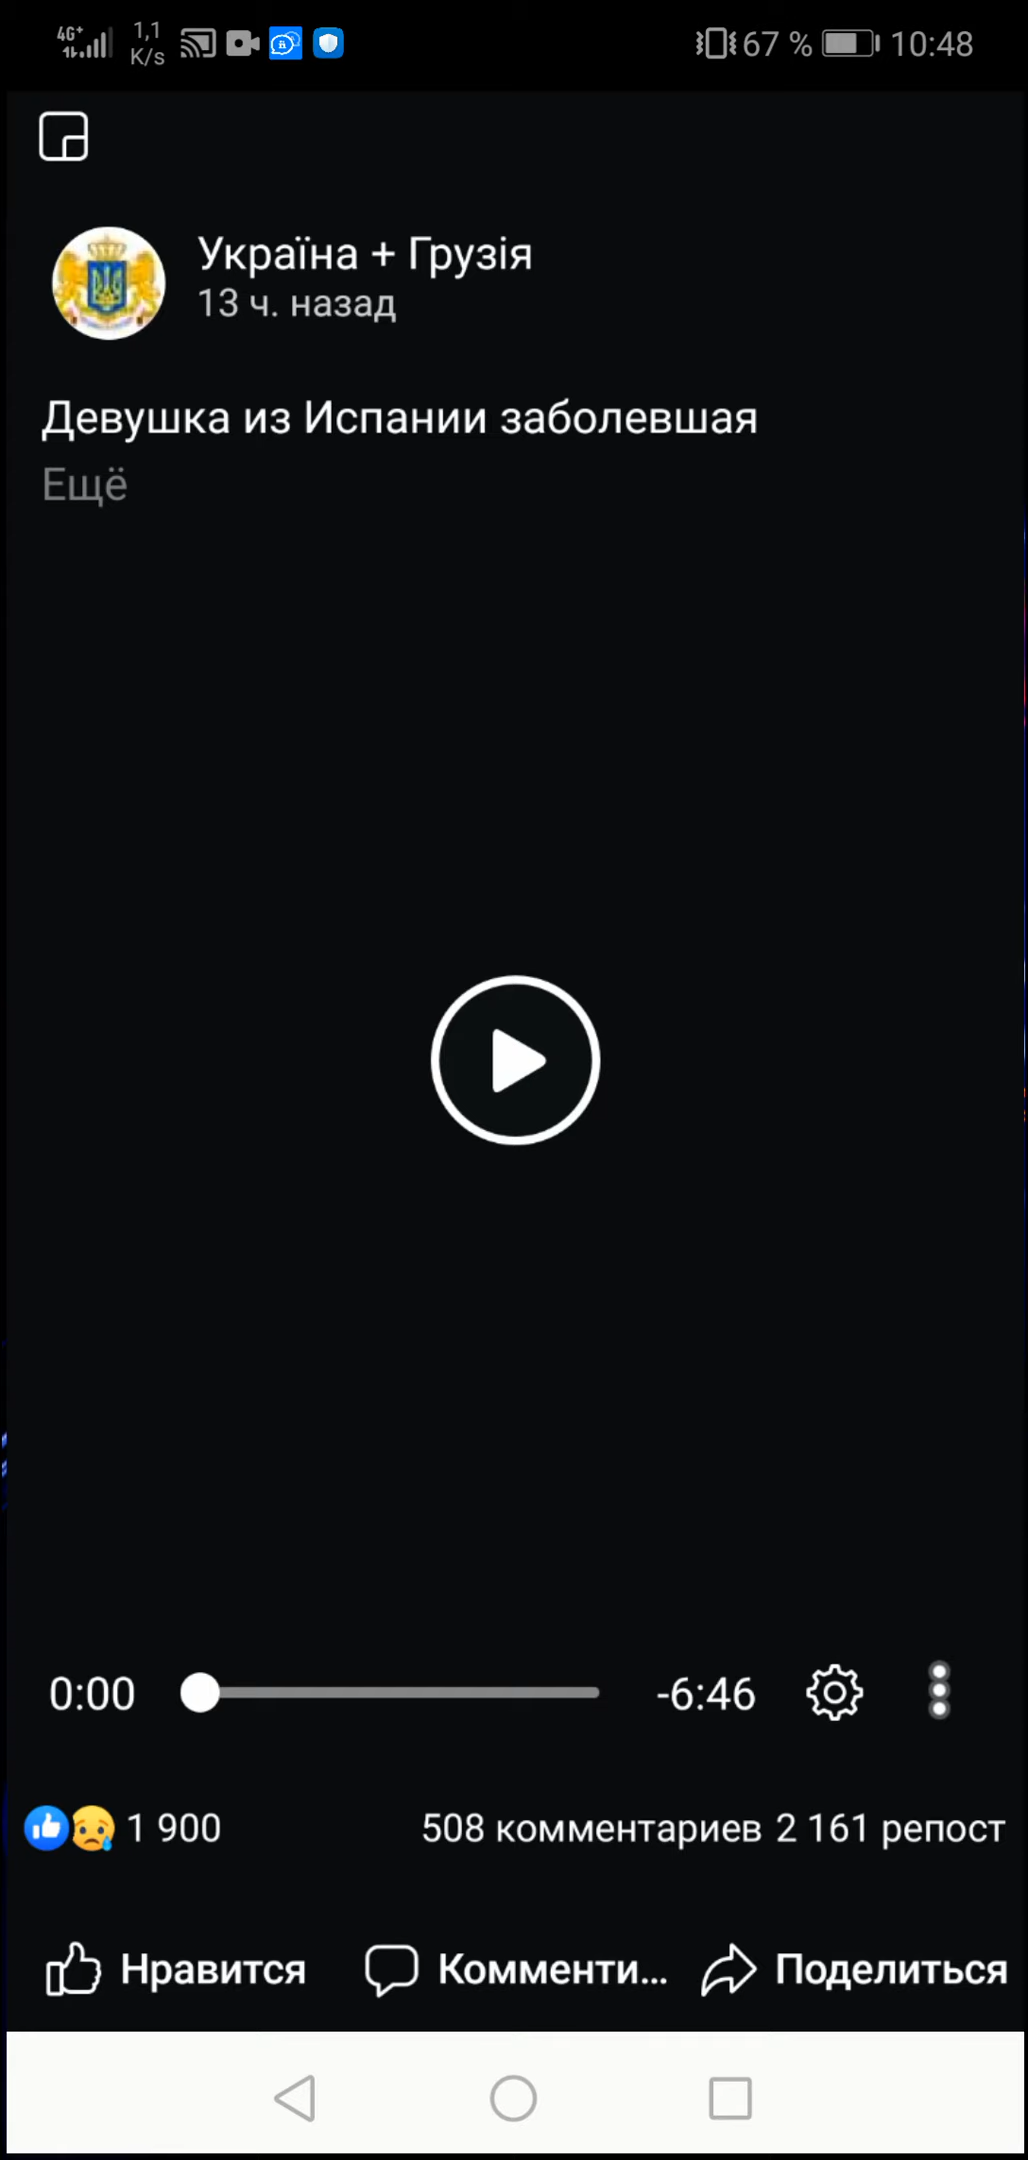 4G+ 1,1 K/s 67 % 10:48
Україна + Грузія
13 ч. назад
Девушка из Испании заболевшая
Ещё
0:00 -6:46
1 900 508 комментариев 2 161 репост
Нравится Комменти... Поделиться